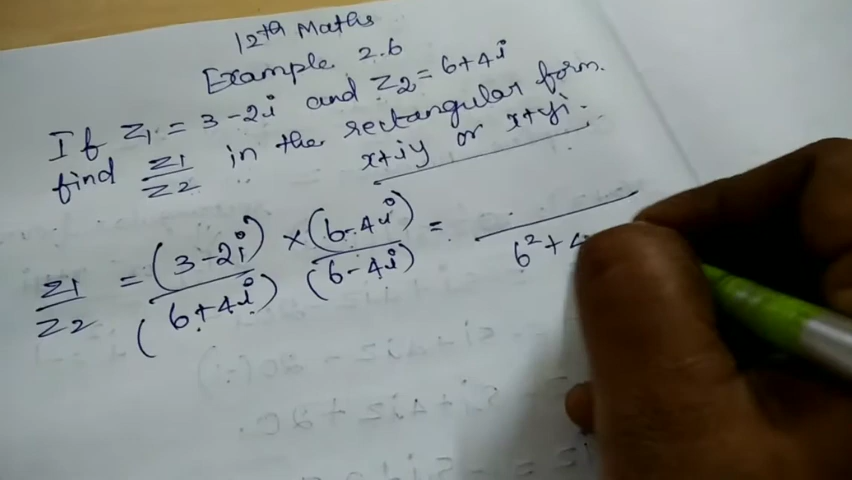 12th Maths
Example 2.6
If z1 = 3-2i and z2 = 6+4i
find z1/z2 in the rectangular form.
x+iy or x+yi.
z1/z2 = (3-2i)/(6+4i) × (6-4i)/(6-4i) = /6²+4